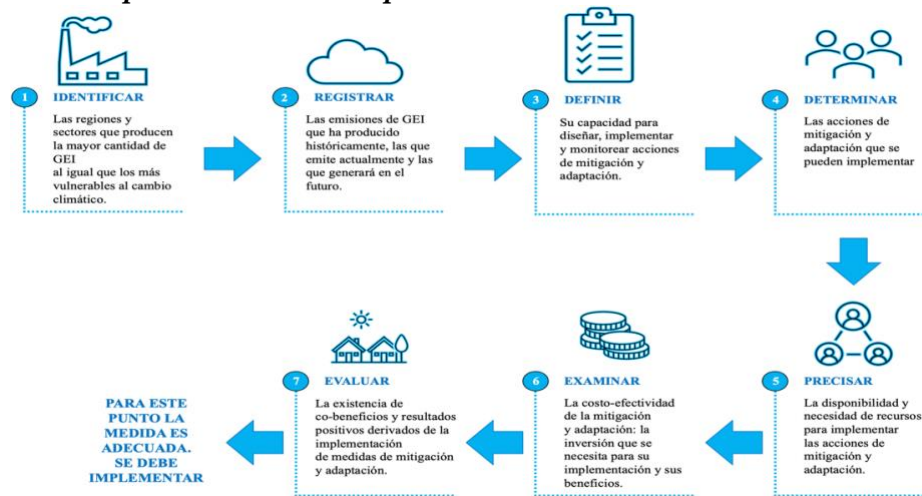 1 IDENTIFICAR
Las regiones y
sectores que producen
la mayor cantidad de
GEI
al igual que los más
vulnerables al cambio
climático.
2 REGISTRAR
Las emisiones de GEI
que ha producido
históricamente, las que
emite actualmente y las
que generará en el
futuro.
3 DEFINIR
Su capacidad para
diseñar, implementar
y monitorear acciones
de mitigación y
adaptación.
4 DETERMINAR
Las acciones de
mitigación y
adaptación que se
pueden implementar
5 PRECISAR
La disponibilidad y
necesidad de recursos
para implementar
las acciones de
mitigación y
adaptación.
6 EXAMINAR
La costo-efectividad
de la mitigación
y adaptación: la
inversión que se
necesita para su
implementación y sus
beneficios.
7 EVALUAR
La existencia de
co-beneficios y resultados
positivos derivados de la
implementación
de medidas de mitigación
y adaptación.
PARA ESTE
PUNTO LA
MEDIDA ES
ADECUADA.
SE DEBE
IMPLEMENTAR